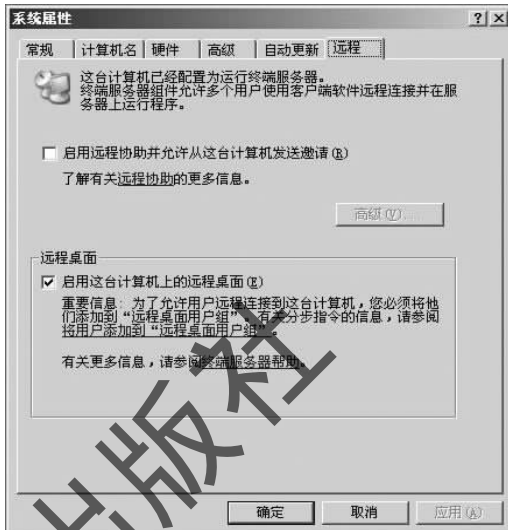 系统属性
常规 计算机名 硬件 高级 自动更新 远程
这台计算机已经配置为运行终端服务器。
终端服务器组件允许多个用户使用客户端软件远程连接并在服
务器上运行程序。
启用远程协助并允许从这台计算机发送邀请(R)
了解有关远程协助的更多信息。
高级(V)......
远程桌面
启用这台计算机上的远程桌面(E)
重要信息: 为了允许用户远程连接到这台计算机，您必须将他
们添加到“远程桌面用户组”。有关分步指令的信息，请参阅
将用户添加到“远程桌面用户组”。
有关更多信息，请参阅终端服务器帮助。
出版社
确定 取消 应用(A)